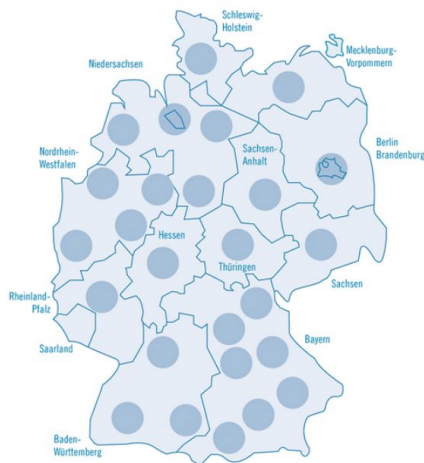 Schleswig-
Holstein
Mecklenburg-
Vorpommern
Niedersachsen
Nordrhein-
Westfalen
Sachsen-
Anhalt
Berlin
Brandenburg
Hessen
Thüringen
Sachsen
Rheinland-
Pfalz
Saarland
Bayern
Baden-
Württemberg